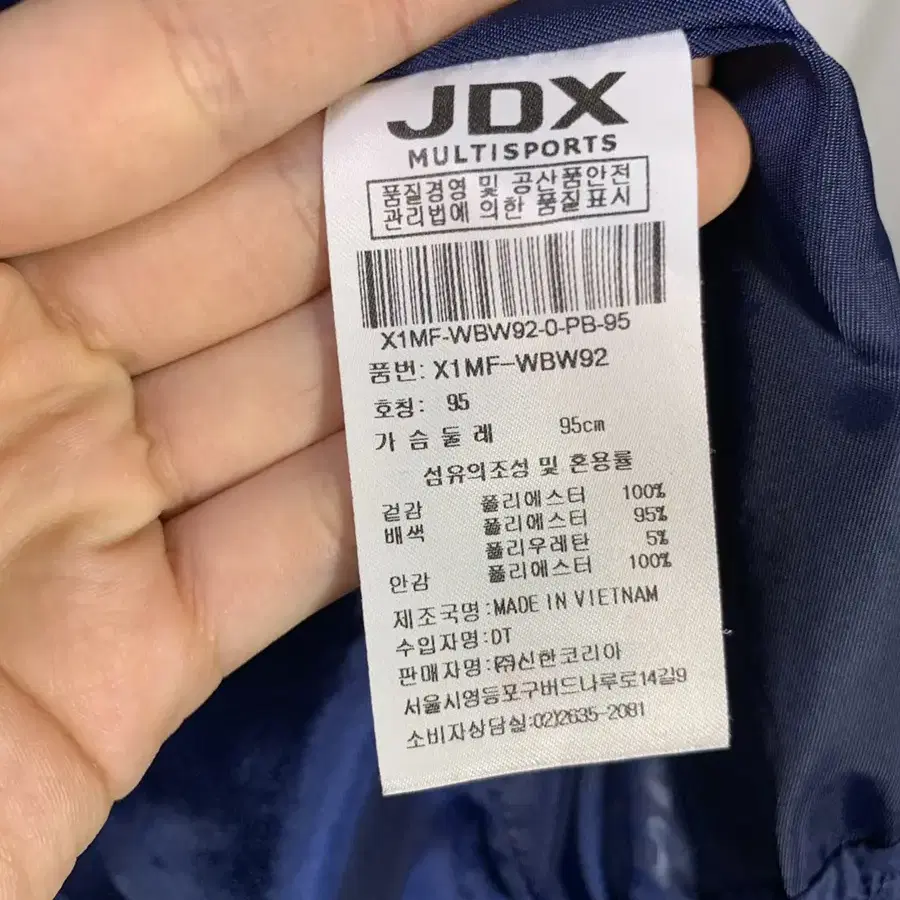 JDX
MULTISPORTS
품질경영 및 공산품안전
관리법에 의한 품질표시
X1MF-WBW92-0-PB-95
품번: X1MF-WBW92
호칭: 95
가슴둘레 95cm
섬유의조성 및 혼용률
겉감 폴리에스터 100%
배색 폴리에스터 95%
폴리우레탄 5%
안감 폴리에스터 100%
제조국명:MADE IN VIETNAM
수입자명:DT
판매자명:㈜신한코리아
서울시영등포구버드나루로14길9
소비자상담실:02)2635-2081